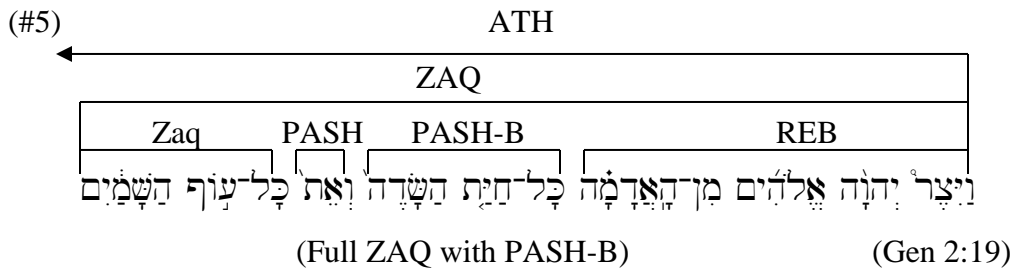 (#5) ATH
ZAQ
Zaq PASH PASH-B REB
וַיִּצֶר֩ יְהוָ֨ה אֱלֹהִ֜ים מִן־הָֽאֲדָמָ֗ה כָּל־חַיַּ֤ת הַשָּׂדֶה֙ וְאֵת֙ כָּל־ע֣וֹף הַשָּׁמַ֔יִם
(Full ZAQ with PASH-B) (Gen 2:19)